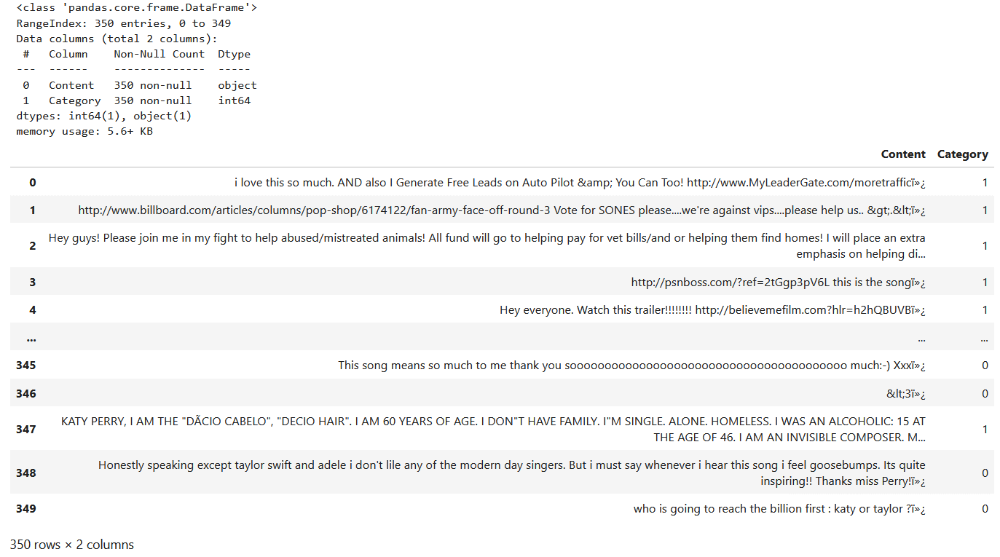 <class 'pandas.core.frame.DataFrame'>
RangeIndex: 350 entries, 0 to 349
Data columns (total 2 columns):
 #   Column    Non-Null Count  Dtype
---  ------    --------------  -----
 0   Content   350 non-null    object
 1   Category  350 non-null    int64
dtypes: int64(1), object(1)
memory usage: 5.6+ KB
Content Category
0 i love this so much. AND also I Generate Free Leads on Auto Pilot &amp; You Can Too! http://www.MyLeaderGate.com/moretrafficï»¿ 1
1 http://www.billboard.com/articles/columns/pop-shop/6174122/fan-army-face-off-round-3 Vote for SONES please....we're against vips....please help us.. &gt;.&lt;ï»¿ 1
2 Hey guys! Please join me in my fight to help abused/mistreated animals! All fund will go to helping pay for vet bills/and or helping them find homes! I will place an extra
emphasis on helping di... 1
3 http://psnboss.com/?ref=2tGgp3pV6L this is the songï»¿ 1
4 Hey everyone. Watch this trailer!!!!!!!! http://believemefilm.com?hlr=h2hQBUVBï»¿ 1
... ... ...
345 This song means so much to me thank you soooooooooooooooooooooooooooooooooooooooo much:-) Xxxï»¿ 0
346 &lt;3ï»¿ 0
347 KATY PERRY, I AM THE "DÃCIO CABELO", "DECIO HAIR". I AM 60 YEARS OF AGE. I DON"T HAVE FAMILY. I"M SINGLE. ALONE. HOMELESS. I WAS AN ALCOHOLIC: 15 AT
THE AGE OF 46. I AM AN INVISIBLE COMPOSER. M... 1
348 Honestly speaking except taylor swift and adele i don't lile any of the modern day singers. But i must say whenever i hear this song i feel goosebumps. Its quite
inspiring!! Thanks miss Perry!ï»¿ 0
349 who is going to reach the billion first : katy or taylor ?ï»¿ 0
350 rows × 2 columns